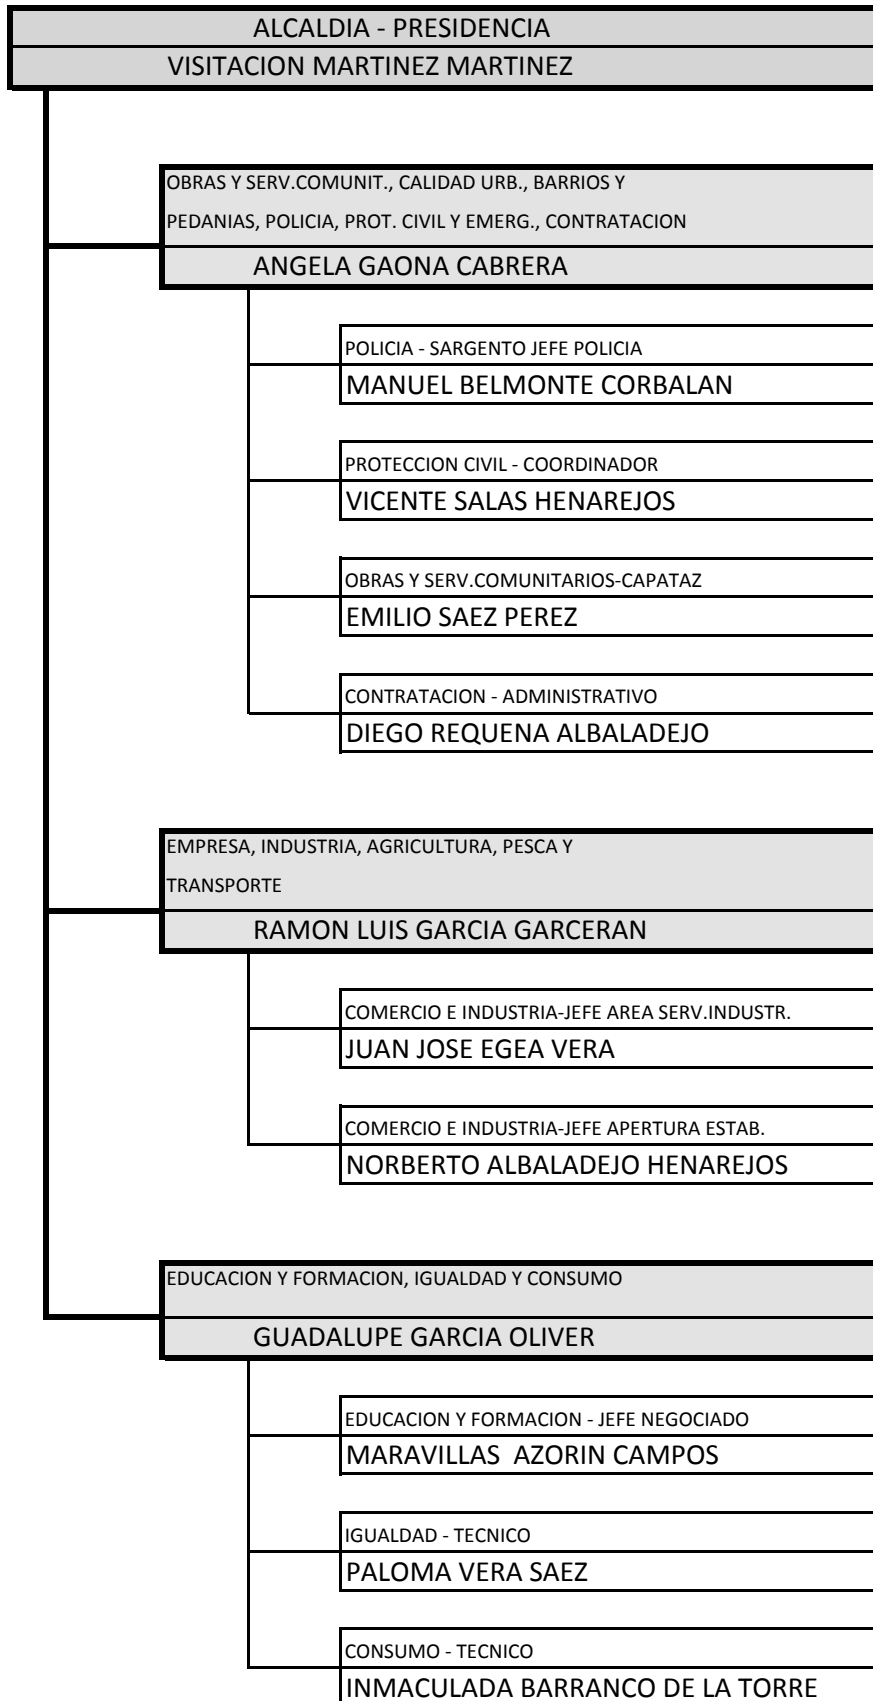 ALCALDIA - PRESIDENCIA
VISITACION MARTINEZ MARTINEZ
OBRAS Y SERV.COMUNIT., CALIDAD URB., BARRIOS Y
PEDANIAS, POLICIA, PROT. CIVIL Y EMERG., CONTRATACION
ANGELA GAONA CABRERA
POLICIA - SARGENTO JEFE POLICIA
MANUEL BELMONTE CORBALAN
PROTECCION CIVIL - COORDINADOR
VICENTE SALAS HENAREJOS
OBRAS Y SERV.COMUNITARIOS-CAPATAZ
EMILIO SAEZ PEREZ
CONTRATACION - ADMINISTRATIVO
DIEGO REQUENA ALBALADEJO
EMPRESA, INDUSTRIA, AGRICULTURA, PESCA Y
TRANSPORTE
RAMON LUIS GARCIA GARCERAN
COMERCIO E INDUSTRIA-JEFE AREA SERV.INDUSTR.
JUAN JOSE EGEA VERA
COMERCIO E INDUSTRIA-JEFE APERTURA ESTAB.
NORBERTO ALBALADEJO HENAREJOS
EDUCACION Y FORMACION, IGUALDAD Y CONSUMO
GUADALUPE GARCIA OLIVER
EDUCACION Y FORMACION - JEFE NEGOCIADO
MARAVILLAS  AZORIN CAMPOS
IGUALDAD - TECNICO
PALOMA VERA SAEZ
CONSUMO - TECNICO
INMACULADA BARRANCO DE LA TORRE